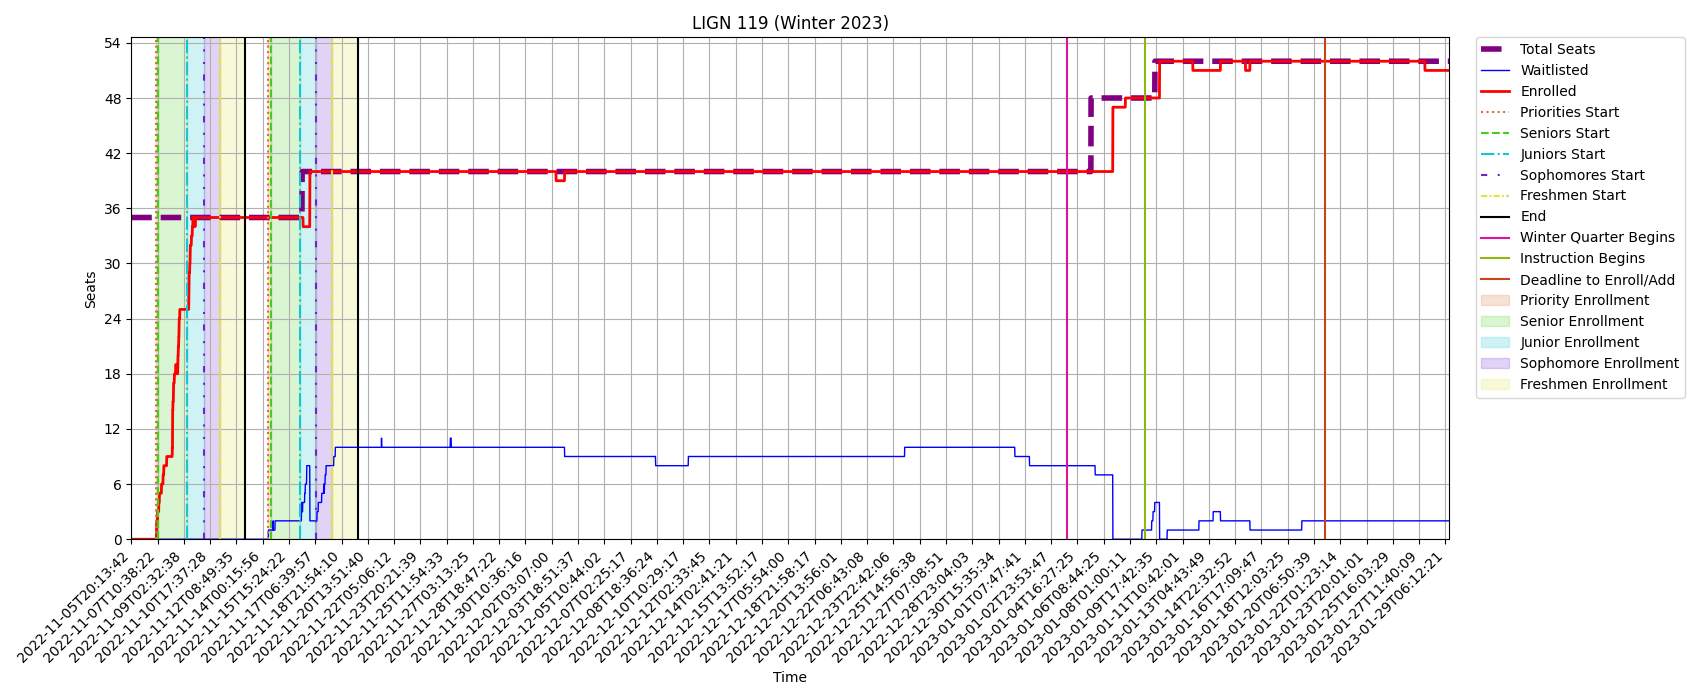 LIGN 119 (Winter 2023)
54
48
42
36
30
24
18
12
6
0
Seats
2022-11-05T20:13:42
2022-11-07T10:38:22
2022-11-09T02:32:38
2022-11-10T17:37:28
2022-11-12T08:49:35
2022-11-14T00:15:56
2022-11-15T15:24:22
2022-11-17T06:39:57
2022-11-18T21:54:10
2022-11-20T13:51:40
2022-11-22T05:06:12
2022-11-23T20:21:39
2022-11-25T11:54:33
2022-11-27T03:13:25
2022-11-28T18:47:22
2022-11-30T10:36:16
2022-12-02T03:07:00
2022-12-03T18:51:37
2022-12-05T10:44:02
2022-12-07T02:25:17
2022-12-08T18:36:24
2022-12-10T10:29:17
2022-12-12T02:33:45
2022-12-14T02:41:21
2022-12-15T13:52:17
2022-12-17T05:54:00
2022-12-18T21:58:17
2022-12-20T13:56:01
2022-12-22T06:43:08
2022-12-23T22:42:06
2022-12-25T14:56:38
2022-12-27T07:08:51
2022-12-28T23:04:03
2022-12-30T15:35:34
2023-01-01T07:47:41
2023-01-02T23:53:47
2023-01-04T16:27:25
2023-01-06T08:44:25
2023-01-08T01:00:11
2023-01-09T17:42:35
2023-01-11T10:42:01
2023-01-13T04:43:49
2023-01-14T22:32:52
2023-01-16T17:09:47
2023-01-18T12:03:25
2023-01-20T06:50:39
2023-01-22T01:23:14
2023-01-23T20:01:01
2023-01-25T16:03:29
2023-01-27T11:40:09
2023-01-29T06:12:21
Time
Total Seats
Waitlisted
Enrolled
Priorities Start
Seniors Start
Juniors Start
Sophomores Start
Freshmen Start
End
Winter Quarter Begins
Instruction Begins
Deadline to Enroll/Add
Priority Enrollment
Senior Enrollment
Junior Enrollment
Sophomore Enrollment
Freshmen Enrollment